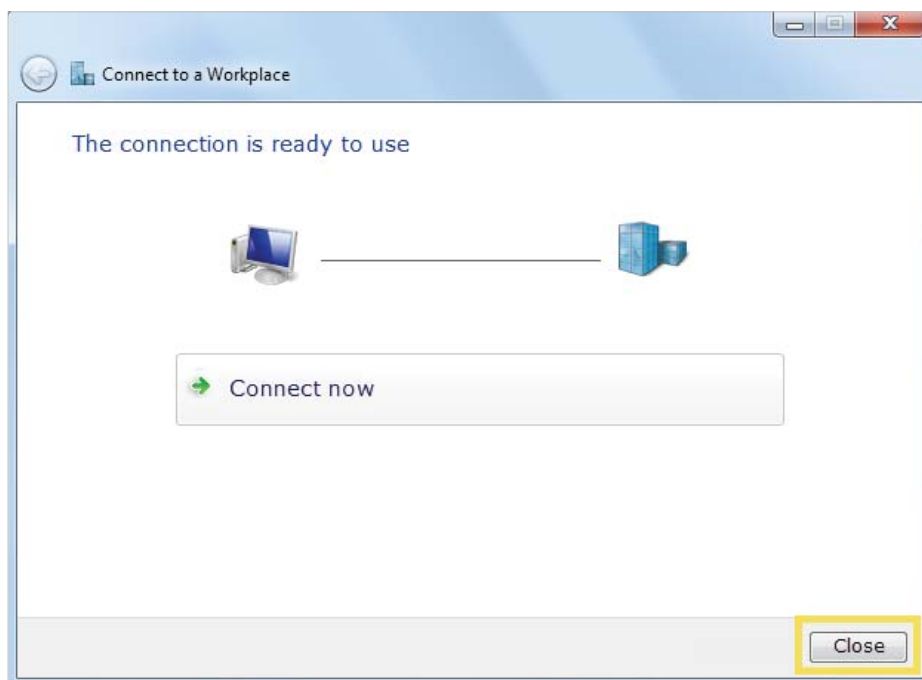 Connect to a Workplace
The connection is ready to use
Connect now
Close